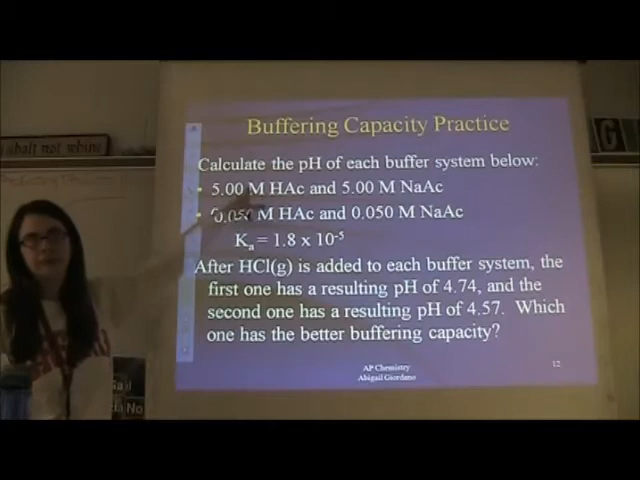 shalt not whine
Buffering Capacity Practice
Calculate the pH of each buffer system below:
• 5.00 M HAc and 5.00 M NaAc
• 0.050 M HAc and 0.050 M NaAc
Ka = 1.8 x 10-5
After HCl(g) is added to each buffer system, the
first one has a resulting pH of 4.74, and the
second one has a resulting pH of 4.57. Which
one has the better buffering capacity?
AP Chemistry
Abigail Giordano
12
G
No